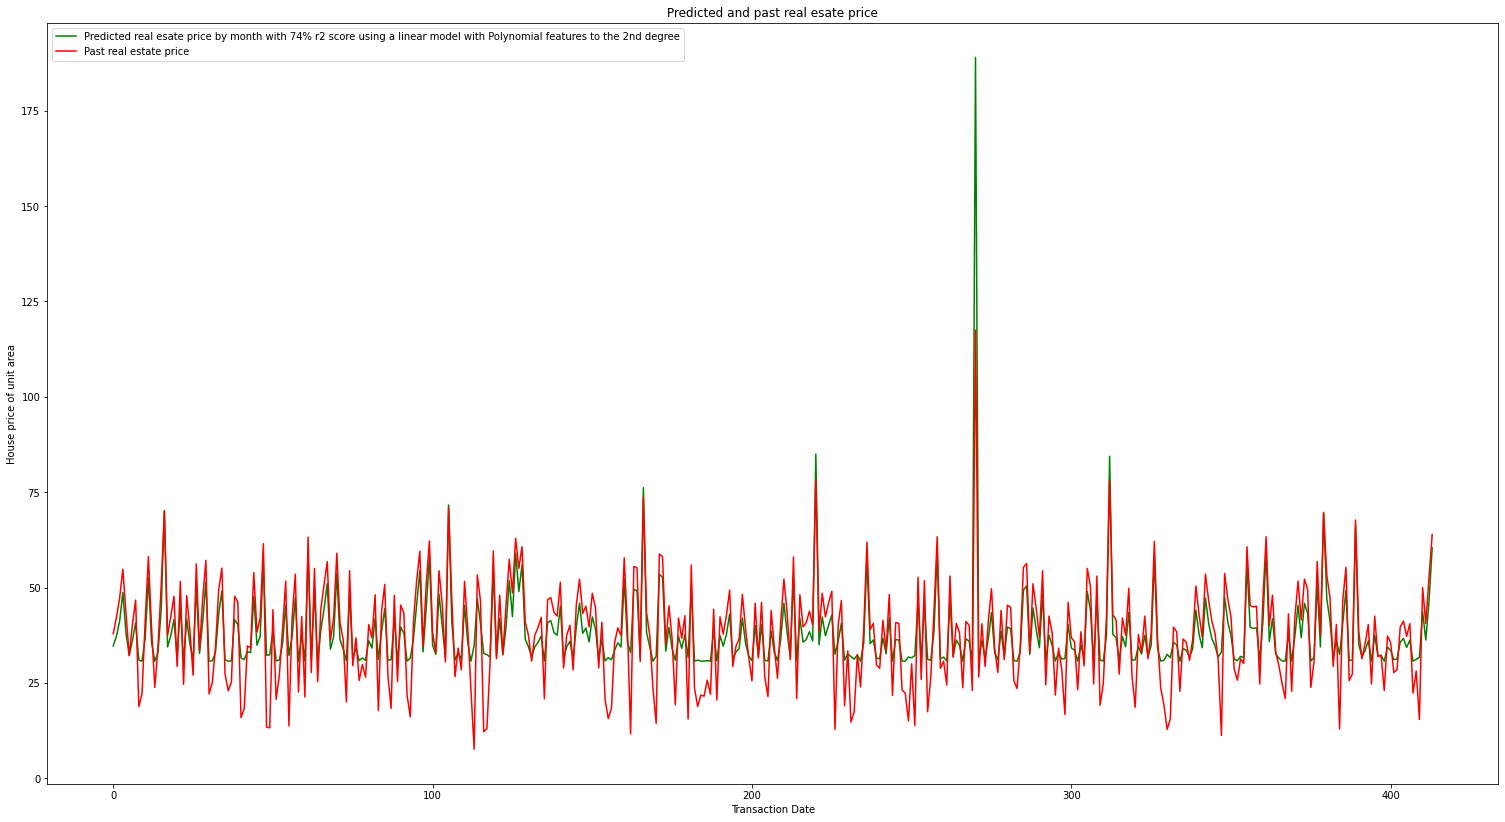 Predicted and past real esate price
Predicted real esate price by month with 74% r2 score using a linear model with Polynomial features to the 2nd degree
Past real estate price
175
150
125
100
75
50
25
0
House price of unit area
0 100 200 300 400
Transaction Date